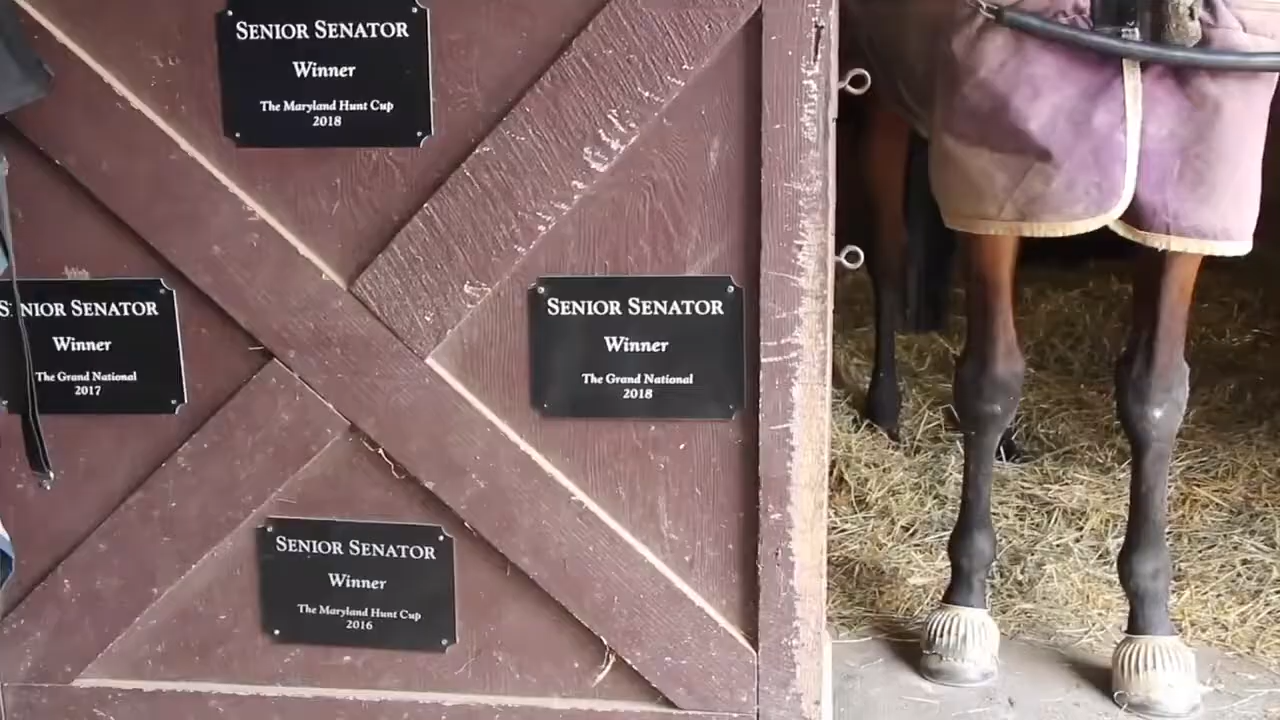 SENIOR SENATOR
Winner
The Maryland Hunt Cup
2018
SENIOR SENATOR
Winner
The Grand National
2017
SENIOR SENATOR
Winner
The Grand National
2018
SENIOR SENATOR
Winner
The Maryland Hunt Cup
2016